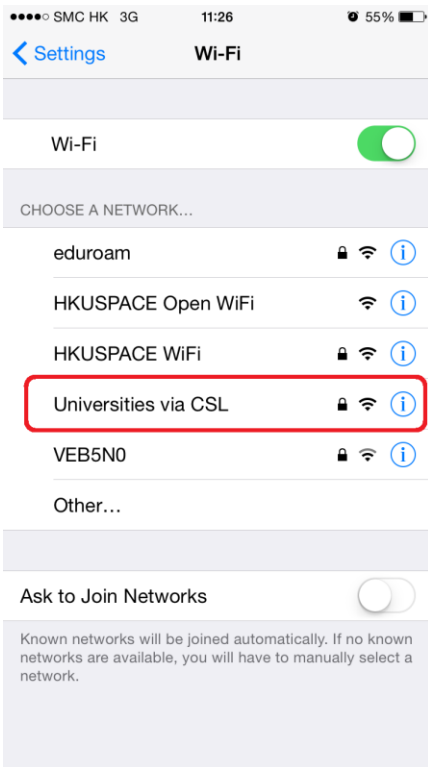 SMC HK 3G 11:26 55%
Settings Wi-Fi
Wi-Fi
CHOOSE A NETWORK...
eduroam
HKUSPACE Open WiFi
HKUSPACE WiFi
Universities via CSL
VEB5N0
Other...
Ask to Join Networks
Known networks will be joined automatically. If no known
networks are available, you will have to manually select a
network.